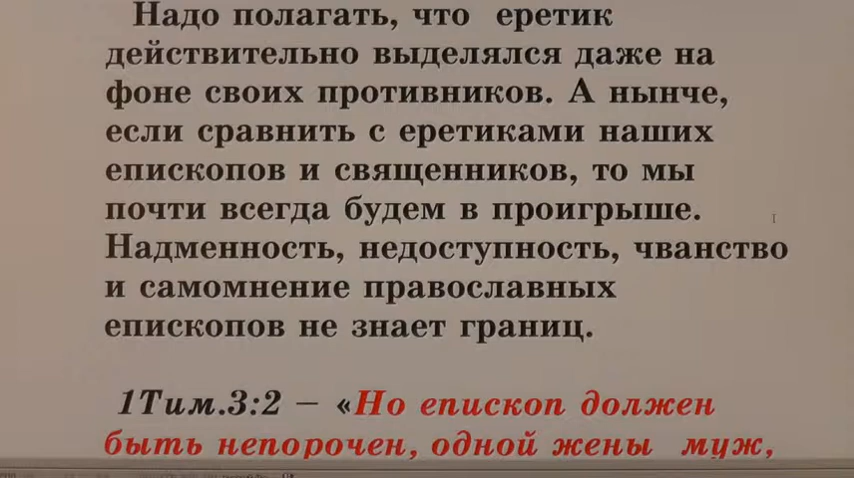 Надо полагать, что еретик
действительно выделялся даже на
фоне своих противников. А нынче,
если сравнить с еретиками наших
епископов и священников, то мы
почти всегда будем в проигрыше.
Надменность, недоступность, чванство
и самомнение православных
епископов не знает границ.
1Тим.3:2 – «Но епископ должен
быть непорочен, одной жены муж,